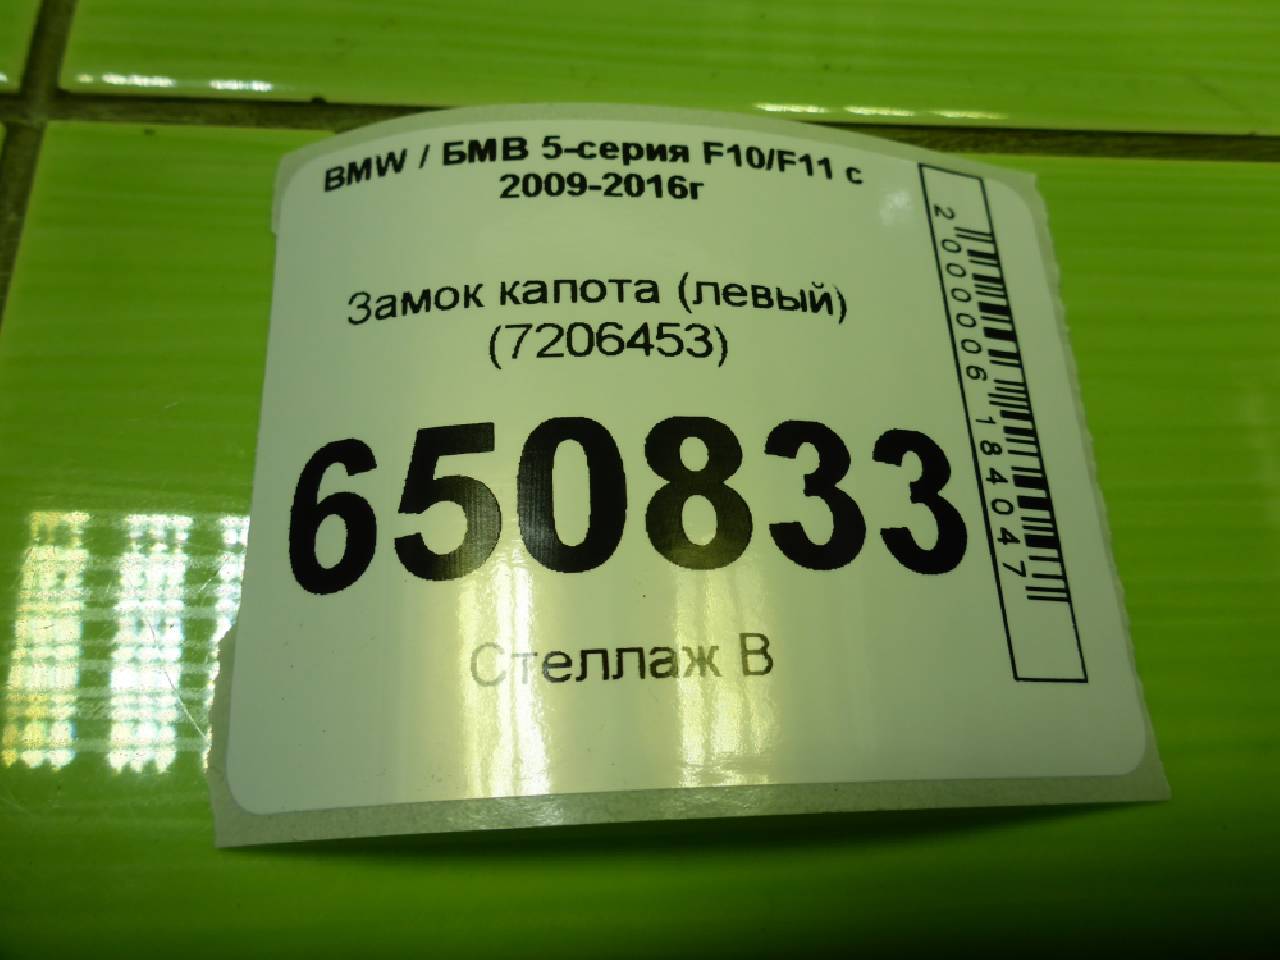 BMW / БМВ 5-серия F10/F11 с
2009-2016г
Замок капота (левый)
(7206453)
650833
Стеллаж В
2000006184047